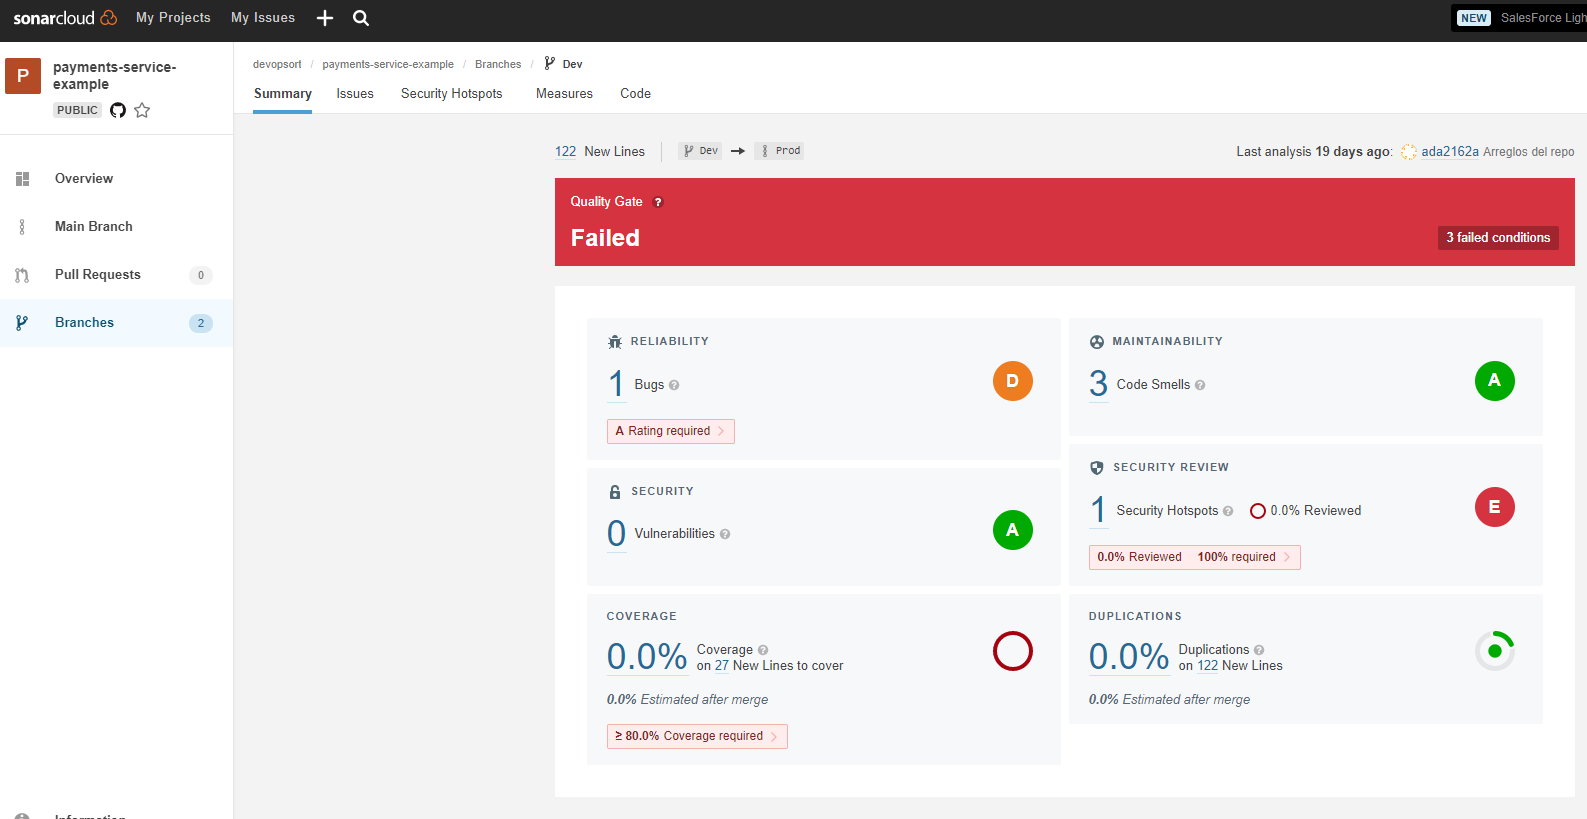 sonarcloud My Projects My Issues
NEW SalesForce Ligh
P payments-service-
example
PUBLIC
Overview
Main Branch
Pull Requests 0
Branches 2
Information
devopsort / payments-service-example / Branches / Dev
Summary Issues Security Hotspots Measures Code
122 New Lines Dev → Prod
Last analysis 19 days ago: ada2162a Arreglos del repo
Quality Gate ?
Failed
3 failed conditions
RELIABILITY
1 Bugs ? D
A Rating required >
MAINTAINABILITY
3 Code Smells ? A
SECURITY
0 Vulnerabilities ? A
SECURITY REVIEW
1 Security Hotspots ? 0.0% Reviewed E
0.0% Reviewed 100% required >
COVERAGE
0.0% Coverage ?
on 27 New Lines to cover
0.0% Estimated after merge
≥ 80.0% Coverage required >
DUPLICATIONS
0.0% Duplications ?
on 122 New Lines
0.0% Estimated after merge